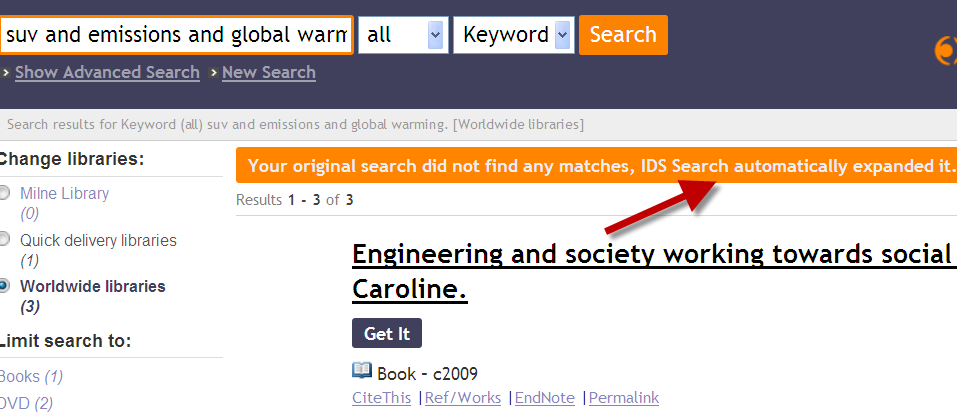 suv and emissions and global warm all Keyword Search
Show Advanced Search New Search
Search results for Keyword (all) suv and emissions and global warming. [Worldwide libraries]
Change libraries:
Your original search did not find any matches, IDS Search automatically expanded it.
Milne Library
(0)
Results 1 - 3 of 3
Quick delivery libraries
(1)
Engineering and society working towards social
Caroline.
Worldwide libraries
(3)
Get It
Limit search to:
Book – c2009
Books (1)
CiteThis |Ref/Works |EndNote |Permalink
DVD (2)